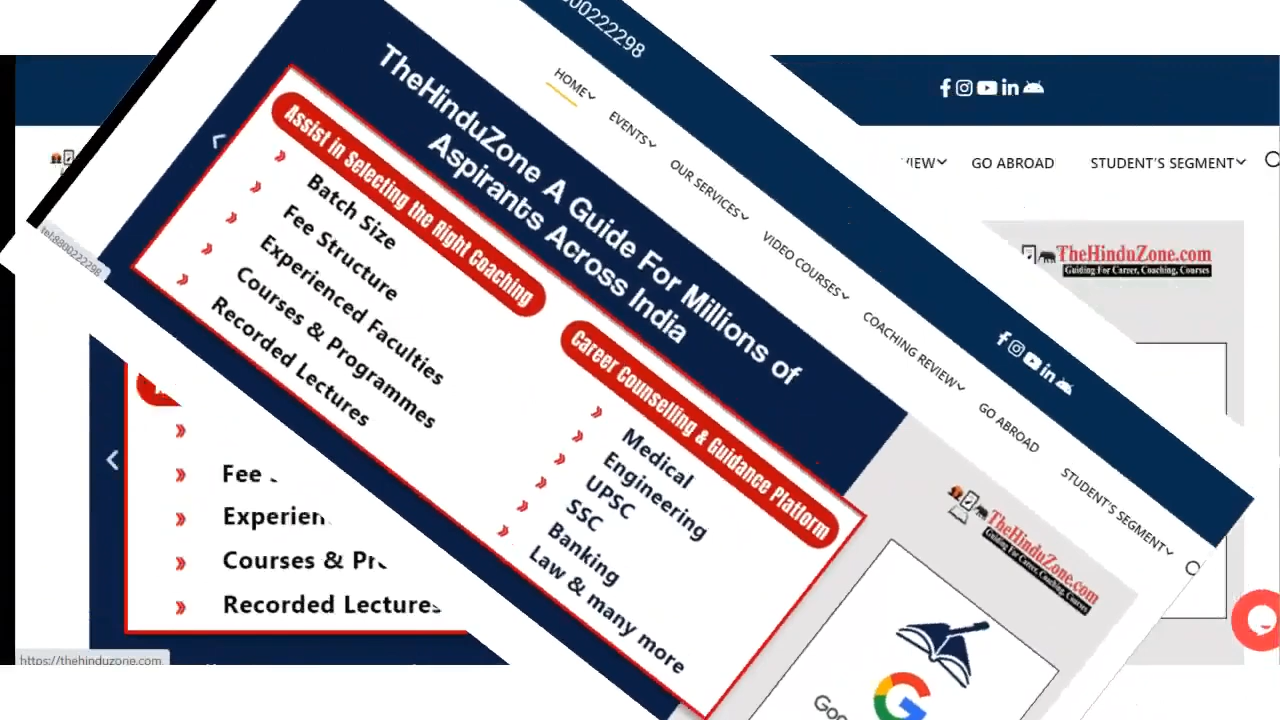 8800222298
HOME
EVENTS
OUR SERVICES
VIDEO COURSES
COACHING REVIEW
GO ABROAD
STUDENT'S SEGMENT
TheHinduZone A Guide For Millions of
Aspirants Across India
Assist in Selecting the Right Coaching
Batch Size
Fee Structure
Experienced Faculties
Courses & Programmes
Recorded Lectures
Career Counselling & Guidance Platform
Medical
Engineering
UPSC
SSC
Banking
Law & many more
TheHinduZone.com
Guiding For Career, Coaching, Courses
tel:8800222298
GO ABROAD
STUDENT'S SEGMENT
TheHinduZone.com
Guiding For Career, Coaching, Courses
Fee
Experien
Courses & Pr
Recorded Lectures
https://thehinduzone.com